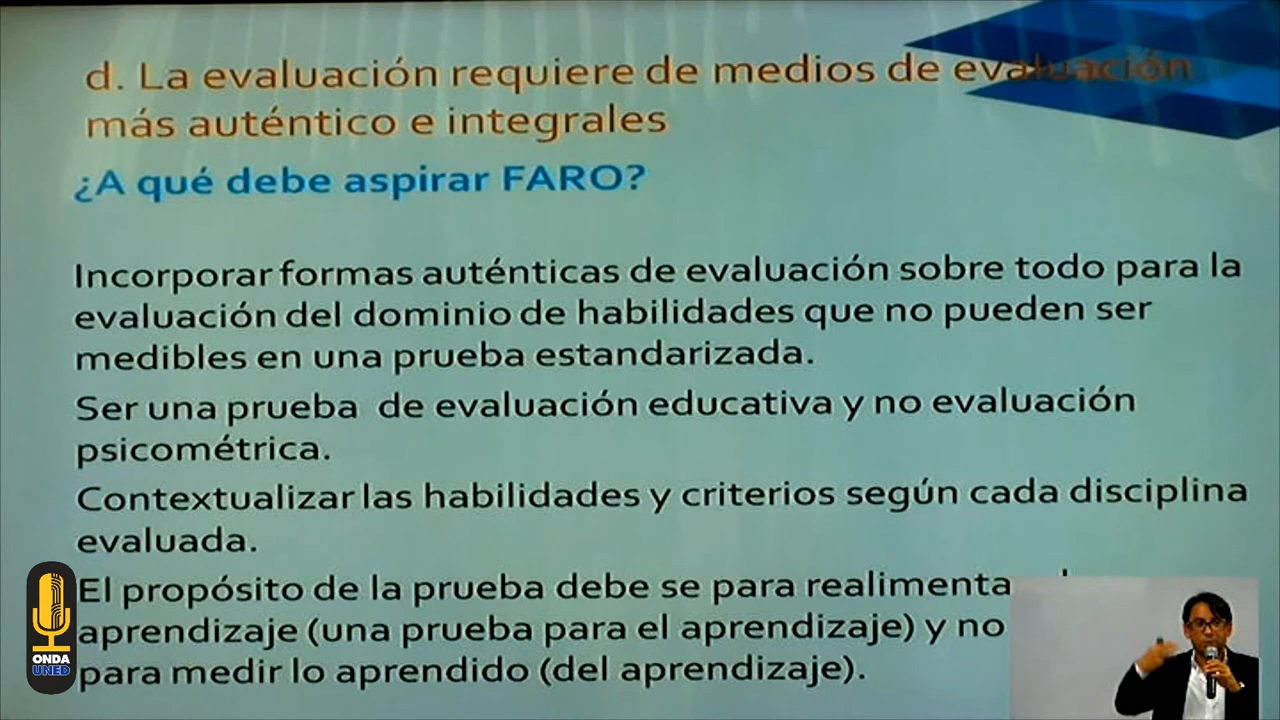 d. La evaluación requiere de medios de evaluación
más auténtico e integrales
¿A qué debe aspirar FARO?
Incorporar formas auténticas de evaluación sobre todo para la
evaluación del dominio de habilidades que no pueden ser
medibles en una prueba estandarizada.
Ser una prueba de evaluación educativa y no evaluación
psicométrica.
Contextualizar las habilidades y criterios según cada disciplina
evaluada.
El propósito de la prueba debe se para realimenta
aprendizaje (una prueba para el aprendizaje) y no
para medir lo aprendido (del aprendizaje).
ONDA
UNED